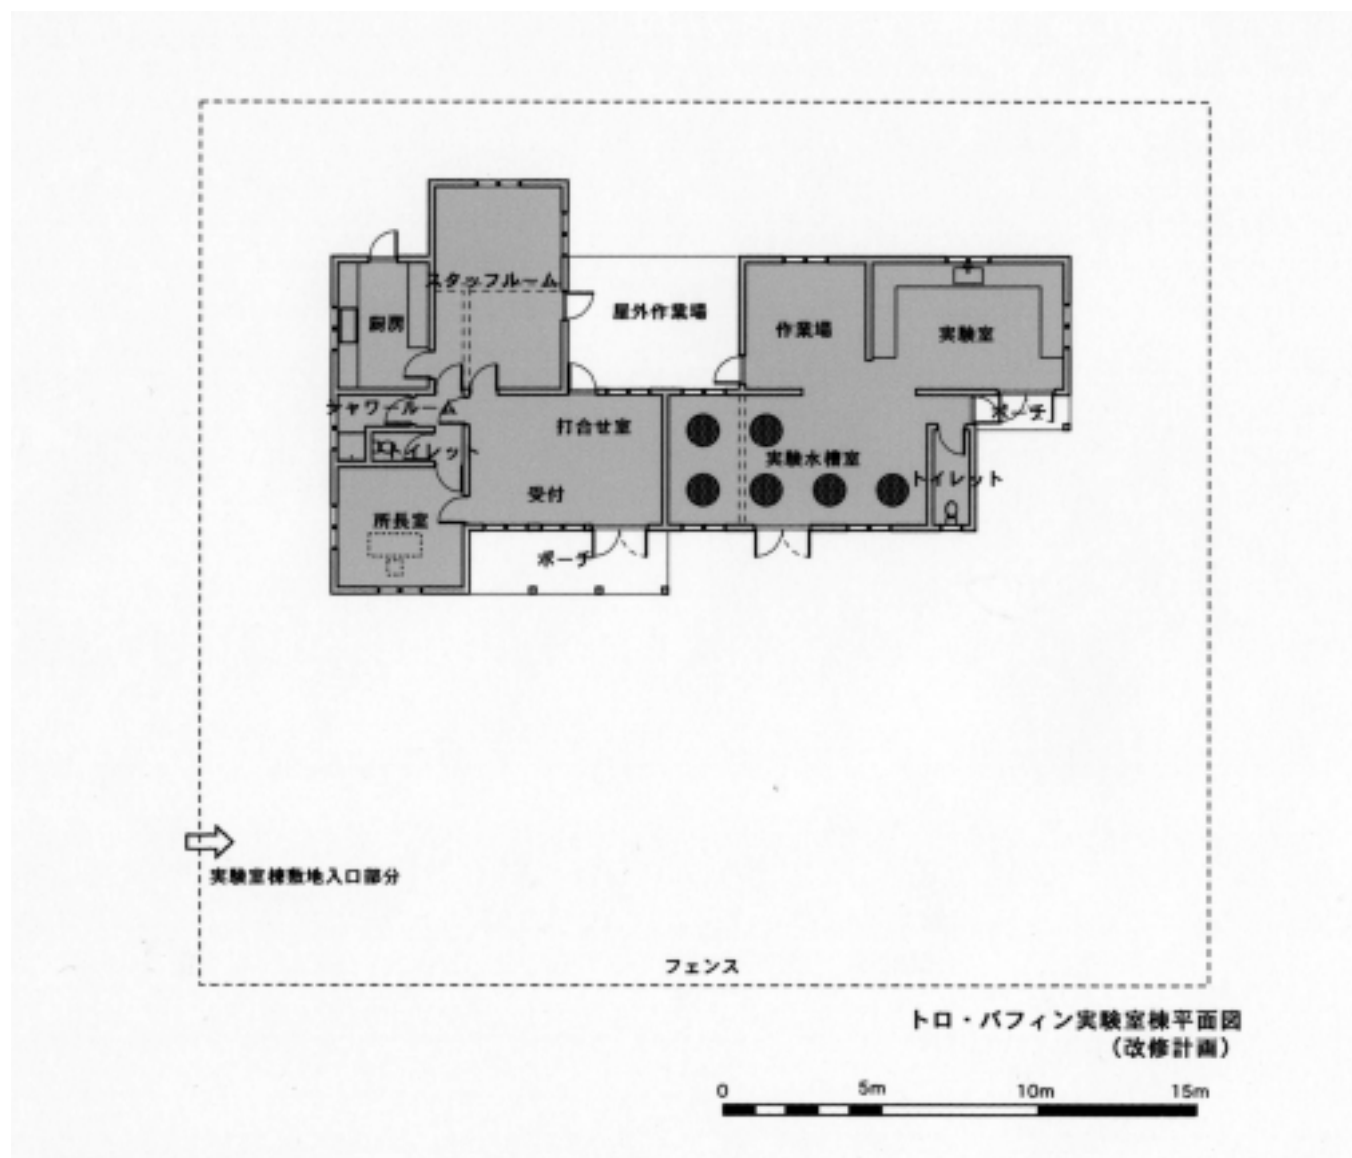 スタッフルーム
厨房
屋外作業場
作業場
実験室
シャワールーム
ポーチ
打合せ室
トイレット
実験水槽室
トイレット
受付
所長室
ポーチ
実験室棟敷地入口部分
フェンス
トロ・バフィン実験室棟平面図
（改修計画）
0 5m 10m 15m